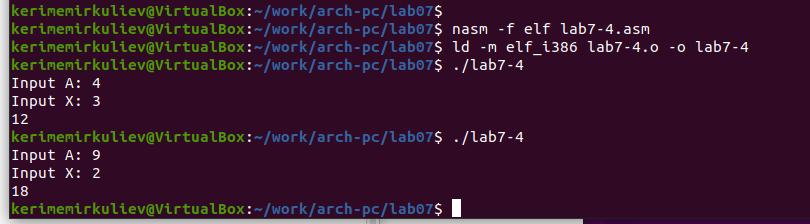 kerimemirkuliev@VirtualBox:~/work/arch-pc/lab07$
kerimemirkuliev@VirtualBox:~/work/arch-pc/lab07$ nasm -f elf lab7-4.asm
kerimemirkuliev@VirtualBox:~/work/arch-pc/lab07$ ld -m elf_i386 lab7-4.o -o lab7-4
kerimemirkuliev@VirtualBox:~/work/arch-pc/lab07$ ./lab7-4
Input A: 4
Input X: 3
12
kerimemirkuliev@VirtualBox:~/work/arch-pc/lab07$ ./lab7-4
Input A: 9
Input X: 2
18
kerimemirkuliev@VirtualBox:~/work/arch-pc/lab07$